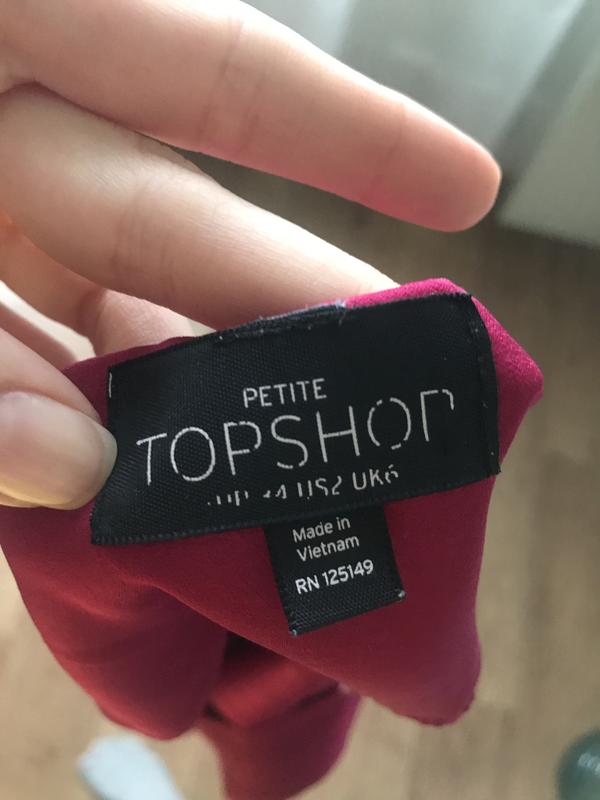 PETITE
TOPSHOP
US2 UK6
Made in
Vietnam
RN 125149